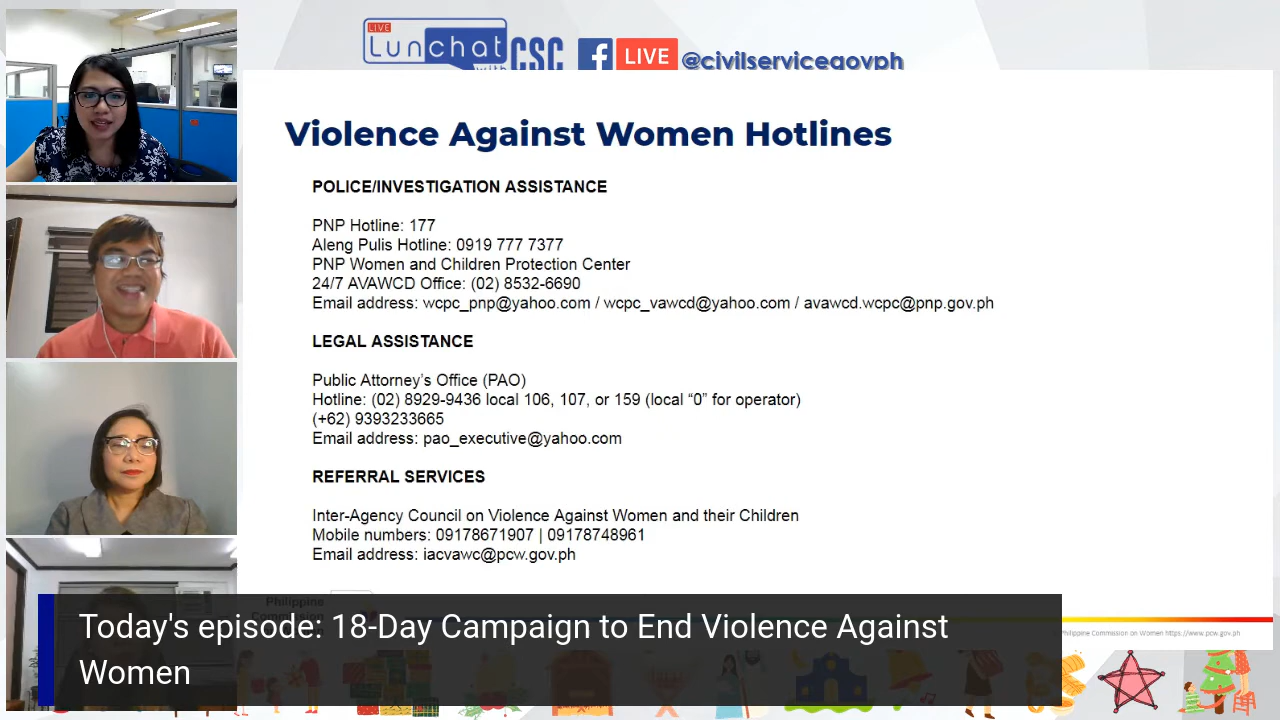 LIVE
Lunchat
with CSC
LIVE @civilservicegovph
Violence Against Women Hotlines
POLICE/INVESTIGATION ASSISTANCE
PNP Hotline: 177
Aleng Pulis Hotline: 0919 777 7377
PNP Women and Children Protection Center
24/7 AVAWCD Office: (02) 8532-6690
Email address: wcpc_pnp@yahoo.com / wcpc_vawcd@yahoo.com / avawcd.wcpc@pnp.gov.ph
LEGAL ASSISTANCE
Public Attorney’s Office (PAO)
Hotline: (02) 8929-9436 local 106, 107, or 159 (local “0” for operator)
(+62) 9393233665
Email address: pao_executive@yahoo.com
REFERRAL SERVICES
Inter-Agency Council on Violence Against Women and their Children
Mobile numbers: 09178671907 | 09178748961
Email address: iacvawc@pcw.gov.ph
Philippine
Commission
Today's episode: 18-Day Campaign to End Violence Against
Women
Philippine Commission on Women https://www.pcw.gov.ph